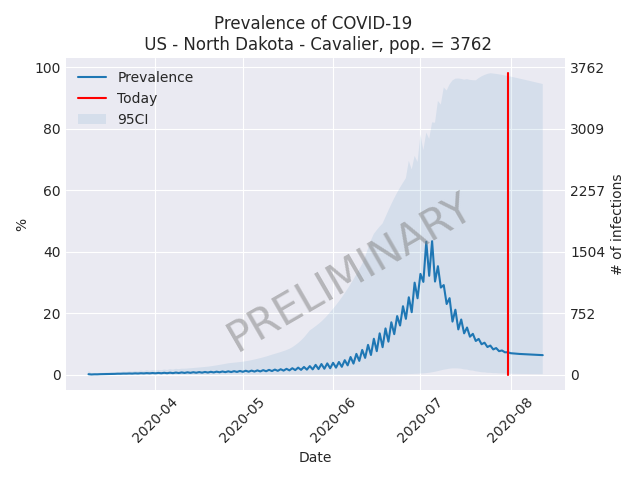 Prevalence of COVID-19
US - North Dakota - Cavalier, pop. = 3762
Prevalence
Today
95CI
100
80
60
40
20
0
%
3762
3009
2257
1504
752
0
# of infections
PRELIMINARY
2020-04
2020-05
2020-06
2020-07
2020-08
Date